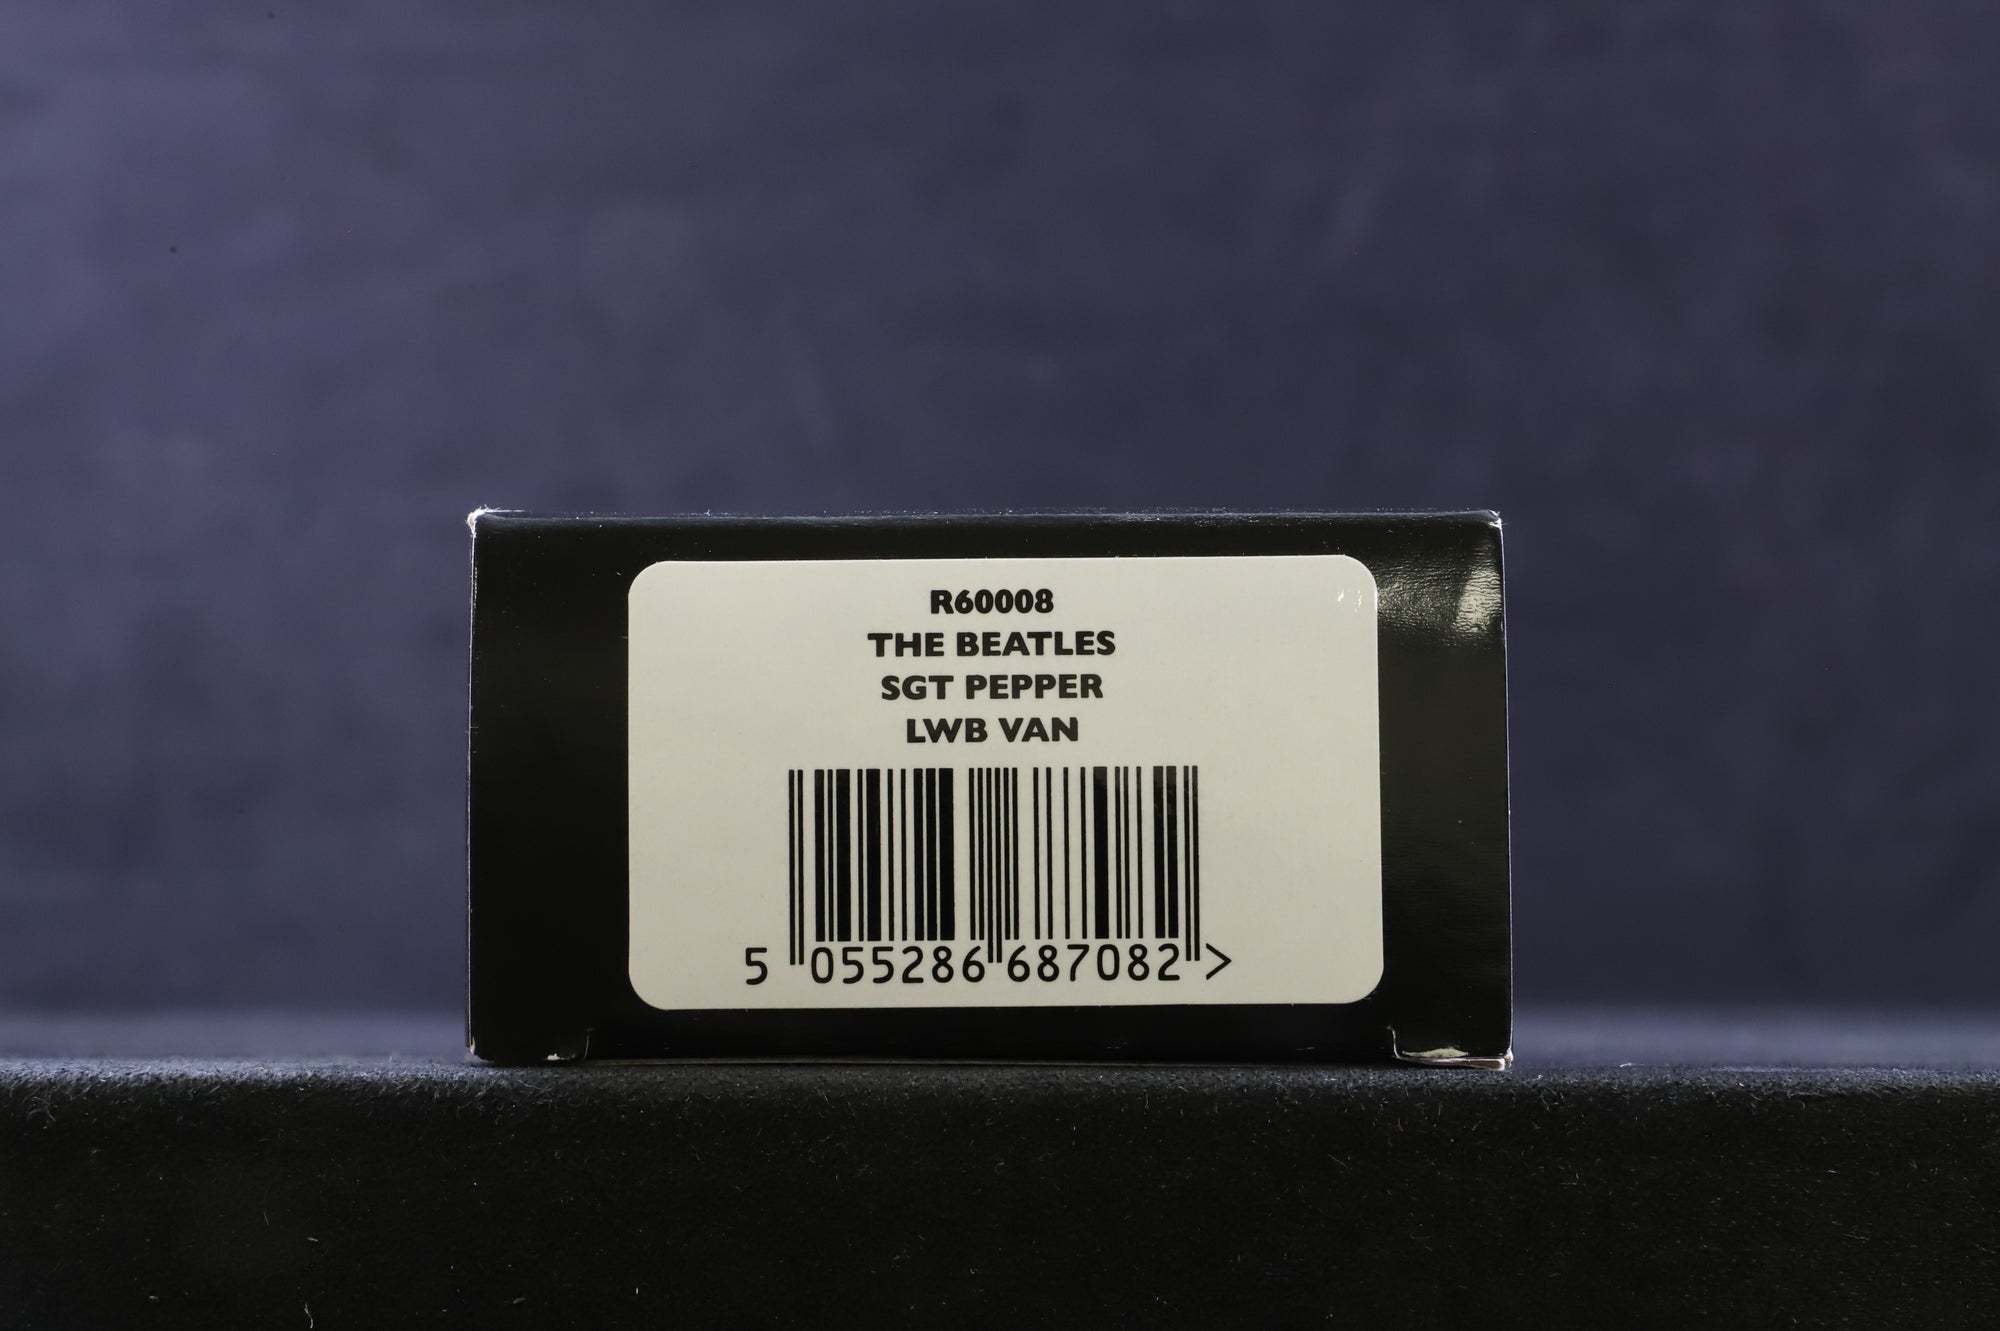 R60008
THE BEATLES
SGT PEPPER
LWB VAN
5 055286 687082 >